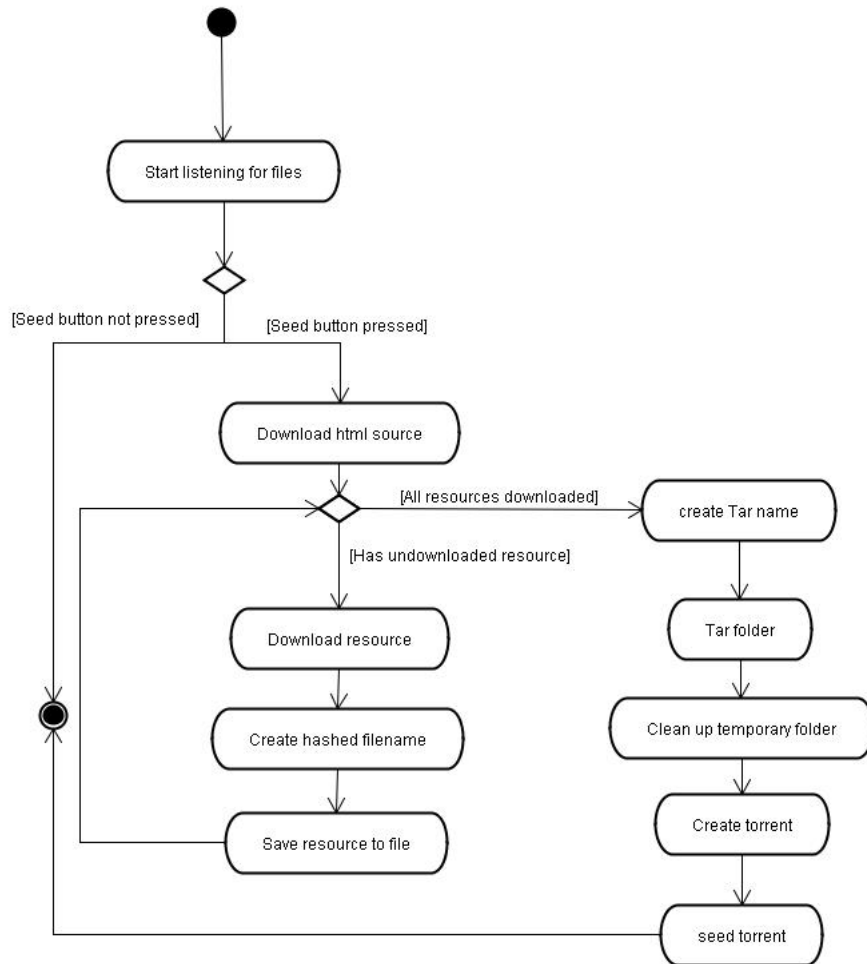 Start listening for files
[Seed button not pressed]
[Seed button pressed]
Download html source
[All resources downloaded]
create Tar name
[Has undownloaded resource]
Download resource
Tar folder
Create hashed filename
Clean up temporary folder
Save resource to file
Create torrent
seed torrent